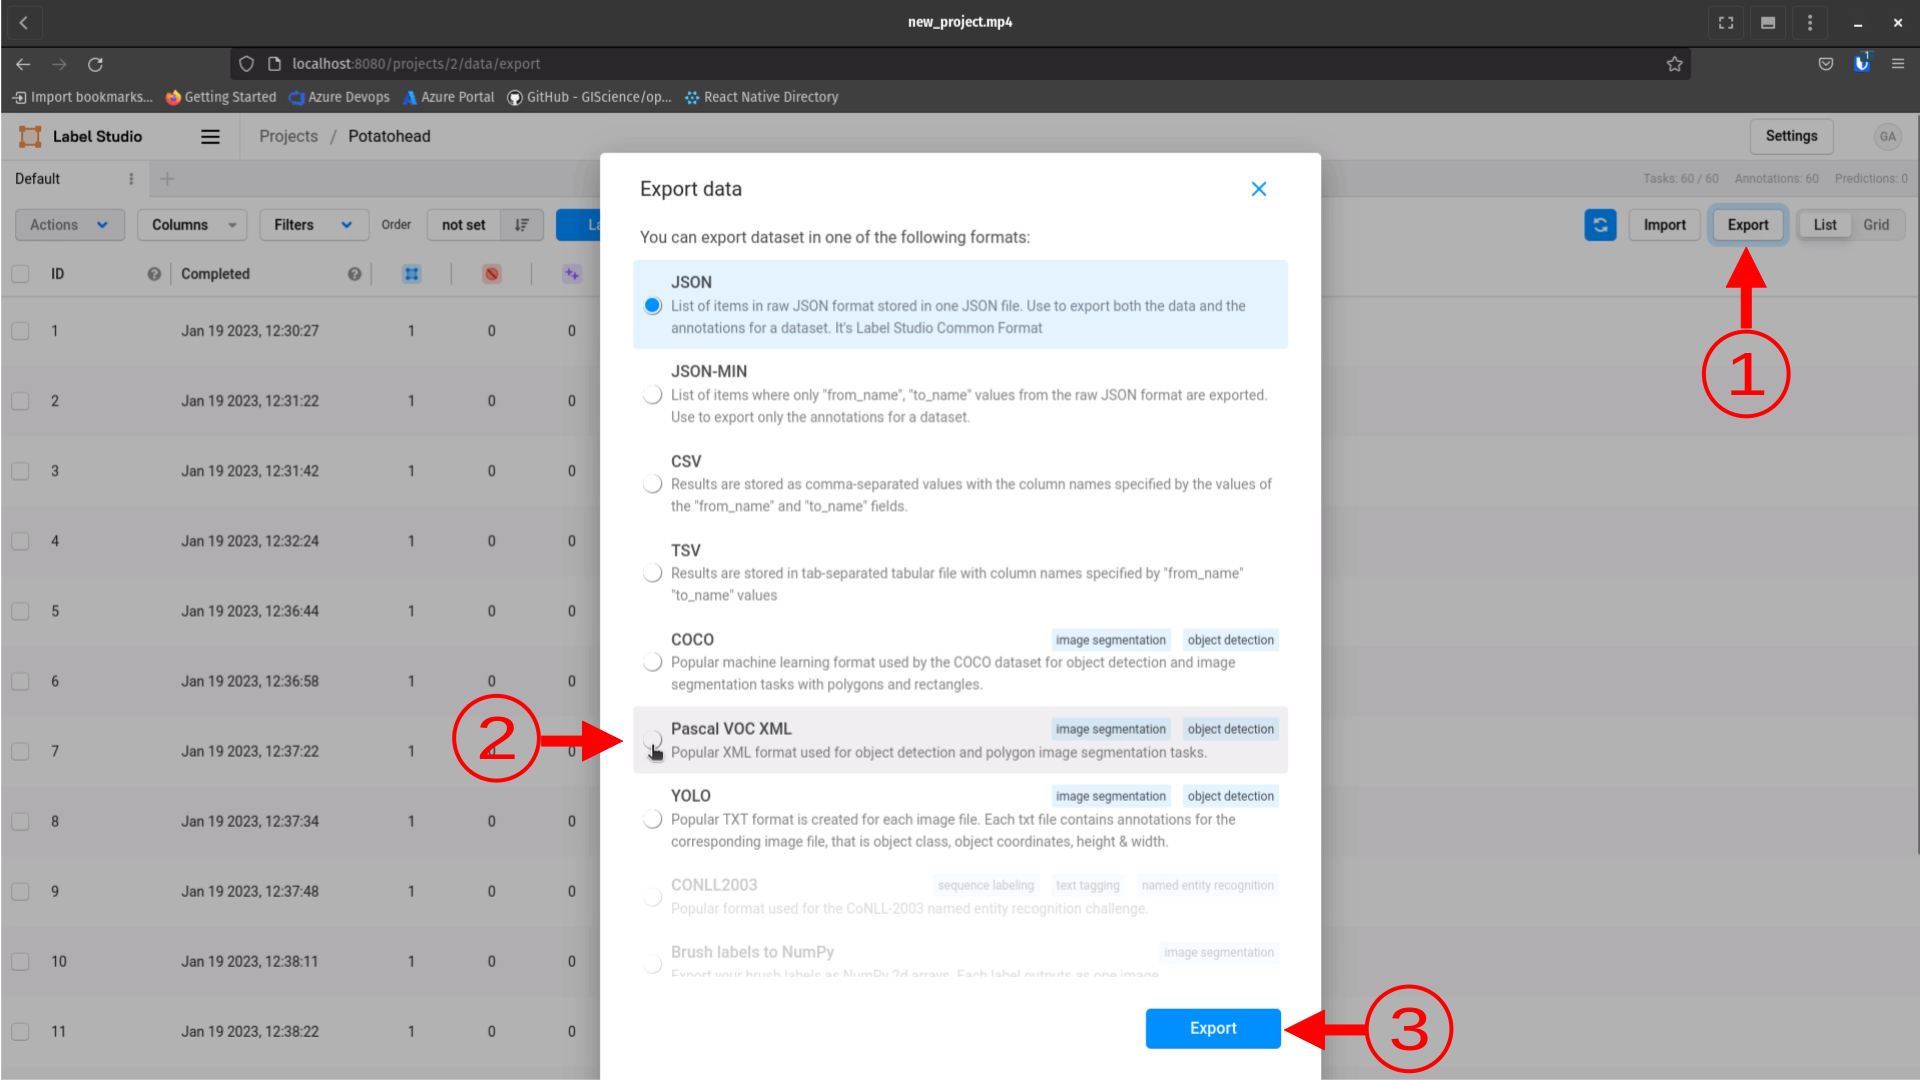 new_project.mp4
localhost:8080/projects/2/data/export
1
Import bookmarks...
Getting Started
Azure Devops
Azure Portal
GitHub - GIScience/op...
React Native Directory
Label Studio
Projects / Potatohead
Settings
GA
Default
Tasks: 60 / 60
Annotations: 60
Predictions: 0
Actions
Columns
Filters
Order
not set
La
Import
Export
List
Grid
ID
Completed
1 Jan 19 2023, 12:30:27 1 0 0
2 Jan 19 2023, 12:31:22 1 0 0
3 Jan 19 2023, 12:31:42 1 0 0
4 Jan 19 2023, 12:32:24 1 0 0
5 Jan 19 2023, 12:36:44 1 0 0
6 Jan 19 2023, 12:36:58 1 0 0
7 Jan 19 2023, 12:37:22 1 0 0
8 Jan 19 2023, 12:37:34 1 0 0
9 Jan 19 2023, 12:37:48 1 0 0
10 Jan 19 2023, 12:38:11 1 0 0
11 Jan 19 2023, 12:38:22 1 0 0
Export data
You can export dataset in one of the following formats:
JSON
List of items in raw JSON format stored in one JSON file. Use to export both the data and the
annotations for a dataset. It's Label Studio Common Format
JSON-MIN
List of items where only "from_name", "to_name" values from the raw JSON format are exported.
Use to export only the annotations for a dataset.
CSV
Results are stored as comma-separated values with the column names specified by the values of
the "from_name" and "to_name" fields.
TSV
Results are stored in tab-separated tabular file with column names specified by "from_name"
"to_name" values
COCO image segmentation object detection
Popular machine learning format used by the COCO dataset for object detection and image
segmentation tasks with polygons and rectangles.
Pascal VOC XML image segmentation object detection
Popular XML format used for object detection and polygon image segmentation tasks.
YOLO image segmentation object detection
Popular TXT format is created for each image file. Each txt file contains annotations for the
corresponding image file, that is object class, object coordinates, height & width.
CONLL2003 sequence labeling text tagging named entity recognition
Popular format used for the CoNLL-2003 named entity recognition challenge.
Brush labels to NumPy image segmentation
Export your brush labels as NumPy 2d arrays. Each label outputs as one image.
Export
1
2
3